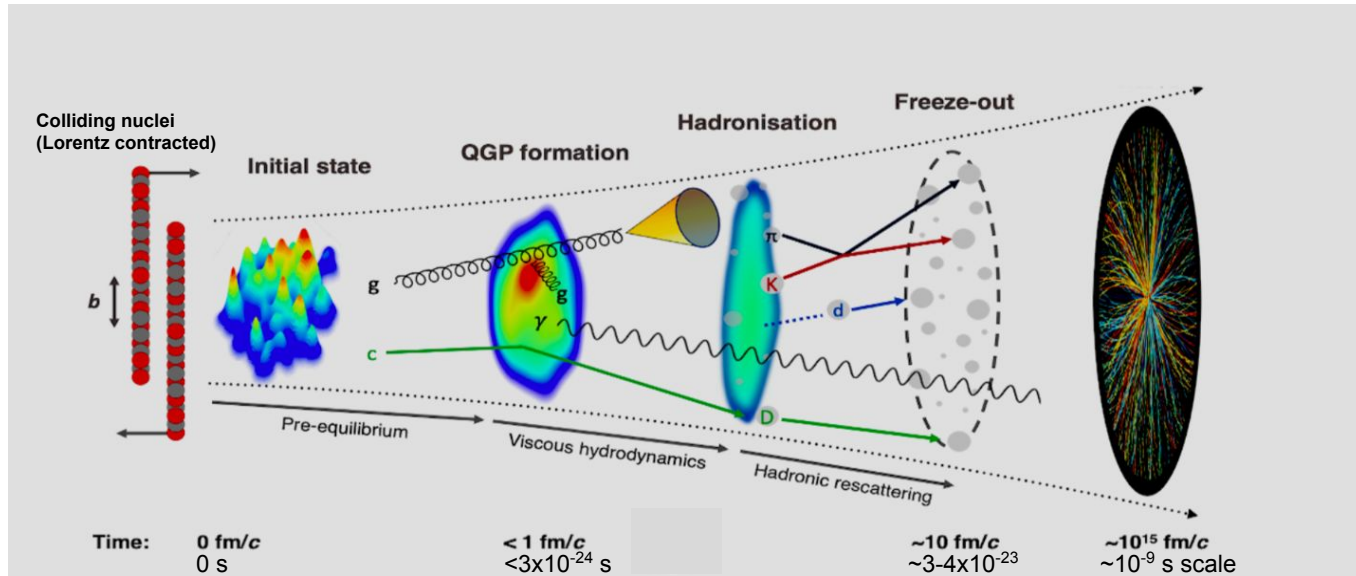 Colliding nuclei
(Lorentz contracted)
Initial state
QGP formation
Hadronisation
Freeze-out
b
g
g
γ
c
π
K
d
D
Pre-equilibrium
Viscous hydrodynamics
Hadronic rescattering
Time: 0 fm/c < 1 fm/c ~10 fm/c ~10¹⁵ fm/c
0 s <3x10⁻²⁴ s ~3-4x10⁻²³ ~10⁻⁹ s scale